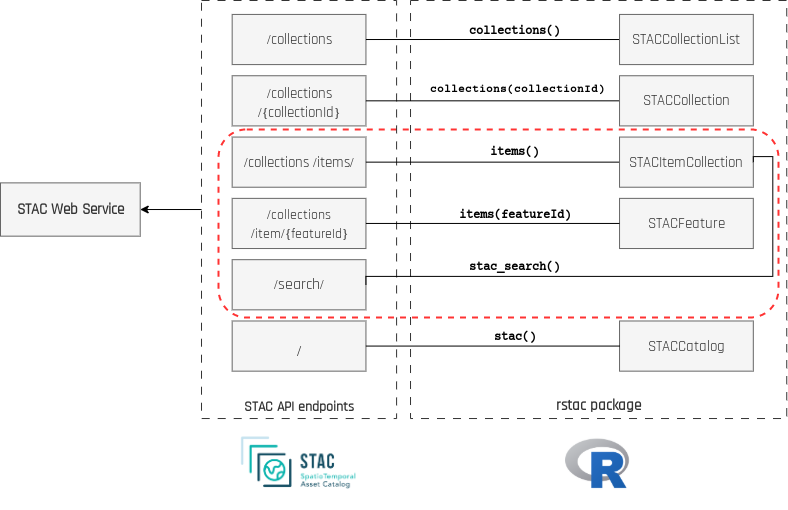 /collections
collections()
STACCollectionList
/collections
/{collectionId}
collections(collectionId)
STACCollection
/collections /items/
items()
STACItemCollection
STAC Web Service
/collections
/item/{featureId}
items(featureId)
STACFeature
/search/
stac_search()
/
stac()
STACCatalog
STAC API endpoints
rstac package
STAC
SpatioTemporal
Asset Catalog
R